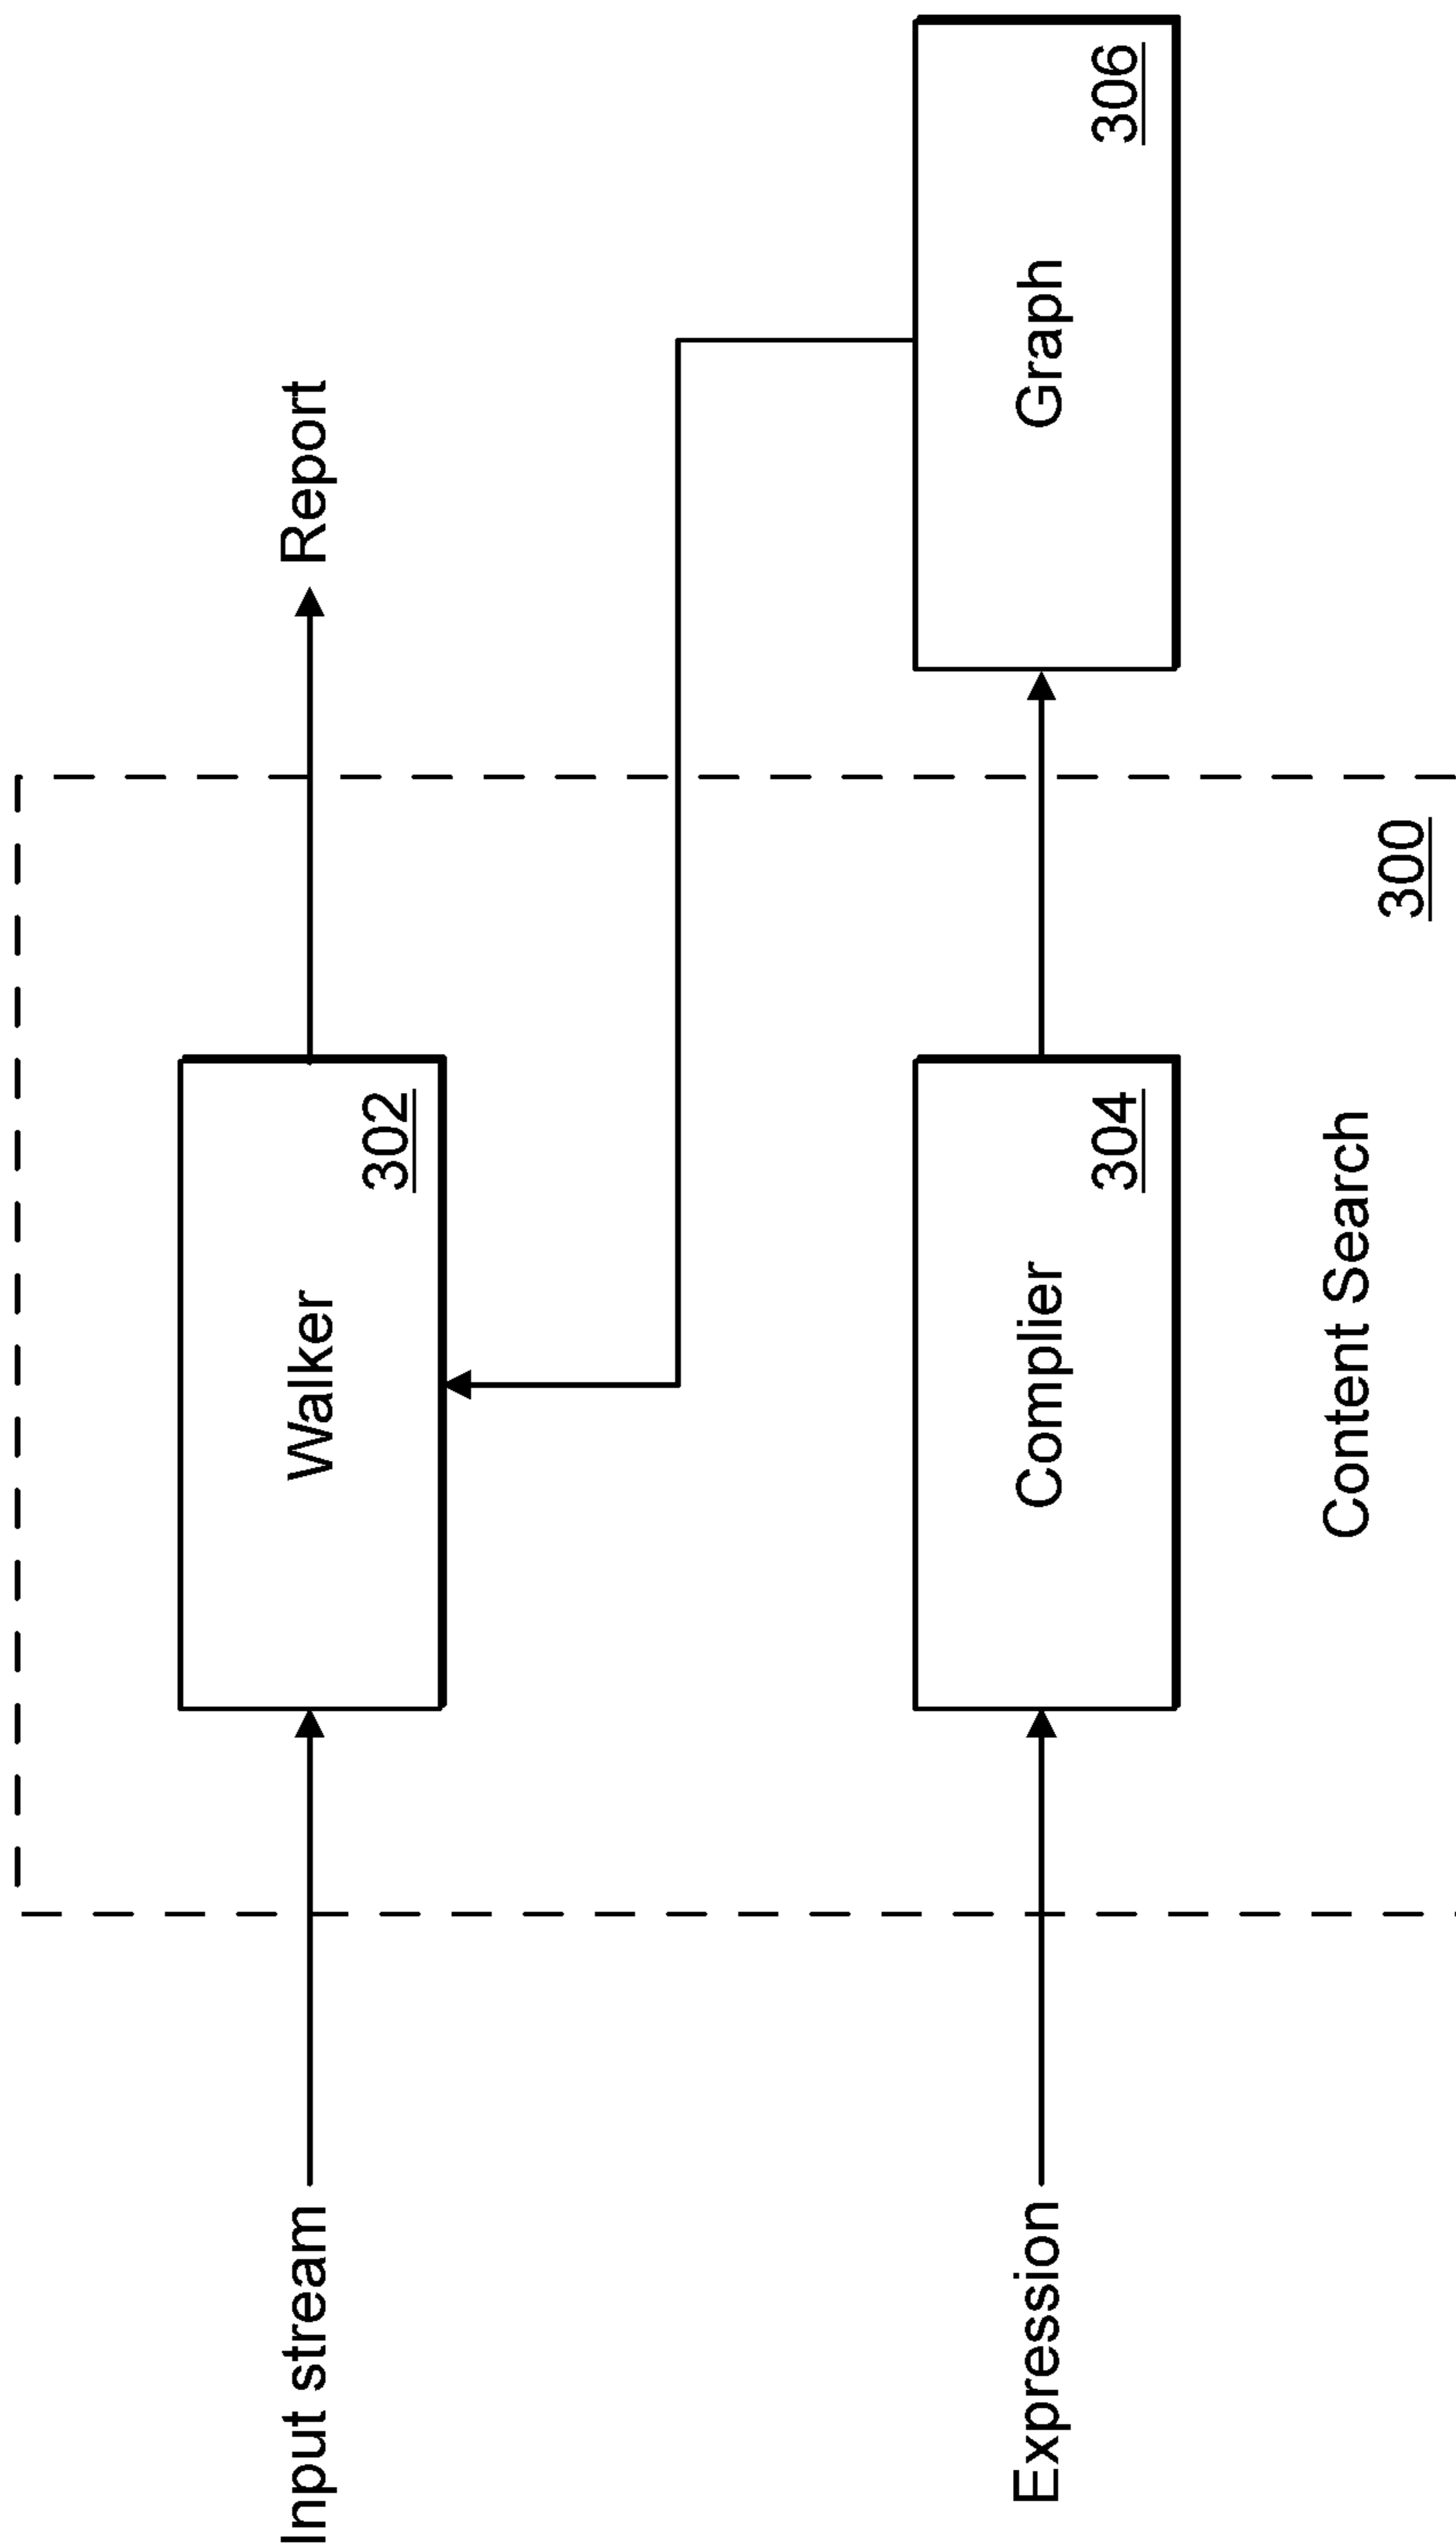 Input stream
Walker
302
Report
Expression
Complier
304
Graph
306
Content Search
300